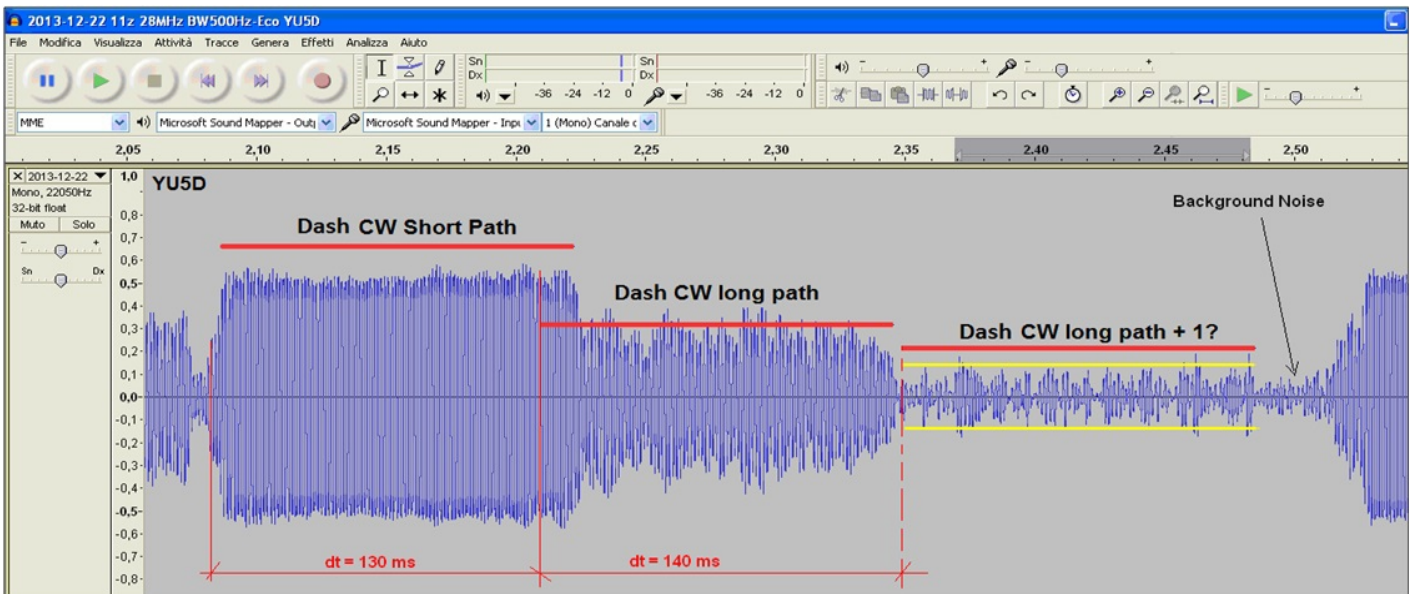 2013-12-22 11z 28MHz BW500Hz-Eco YU5D
File Modifica Visualizza Attività Tracce Genera Effetti Analizza Aiuto
Sn
Dx
-36 -24 -12 0
Sn
Dx
-36 -24 -12 0
- +
- +
- +
MME
Microsoft Sound Mapper - Outp
Microsoft Sound Mapper - Inpu
1 (Mono) Canale c
2,05 2,10 2,15 2,20 2,25 2,30 2,35 2,40 2,45 2,50
2013-12-22
Mono, 22050Hz
32-bit float
Muto Solo
- +
Sn Dx
1,0
0,8
0,7
0,6
0,5
0,4
0,3
0,2
0,1
0,0
-0,1
-0,2
-0,3
-0,4
-0,5
-0,6
-0,7
-0,8
YU5D
Background Noise
Dash CW Short Path
Dash CW long path
Dash CW long path + 1?
dt = 130 ms
dt = 140 ms